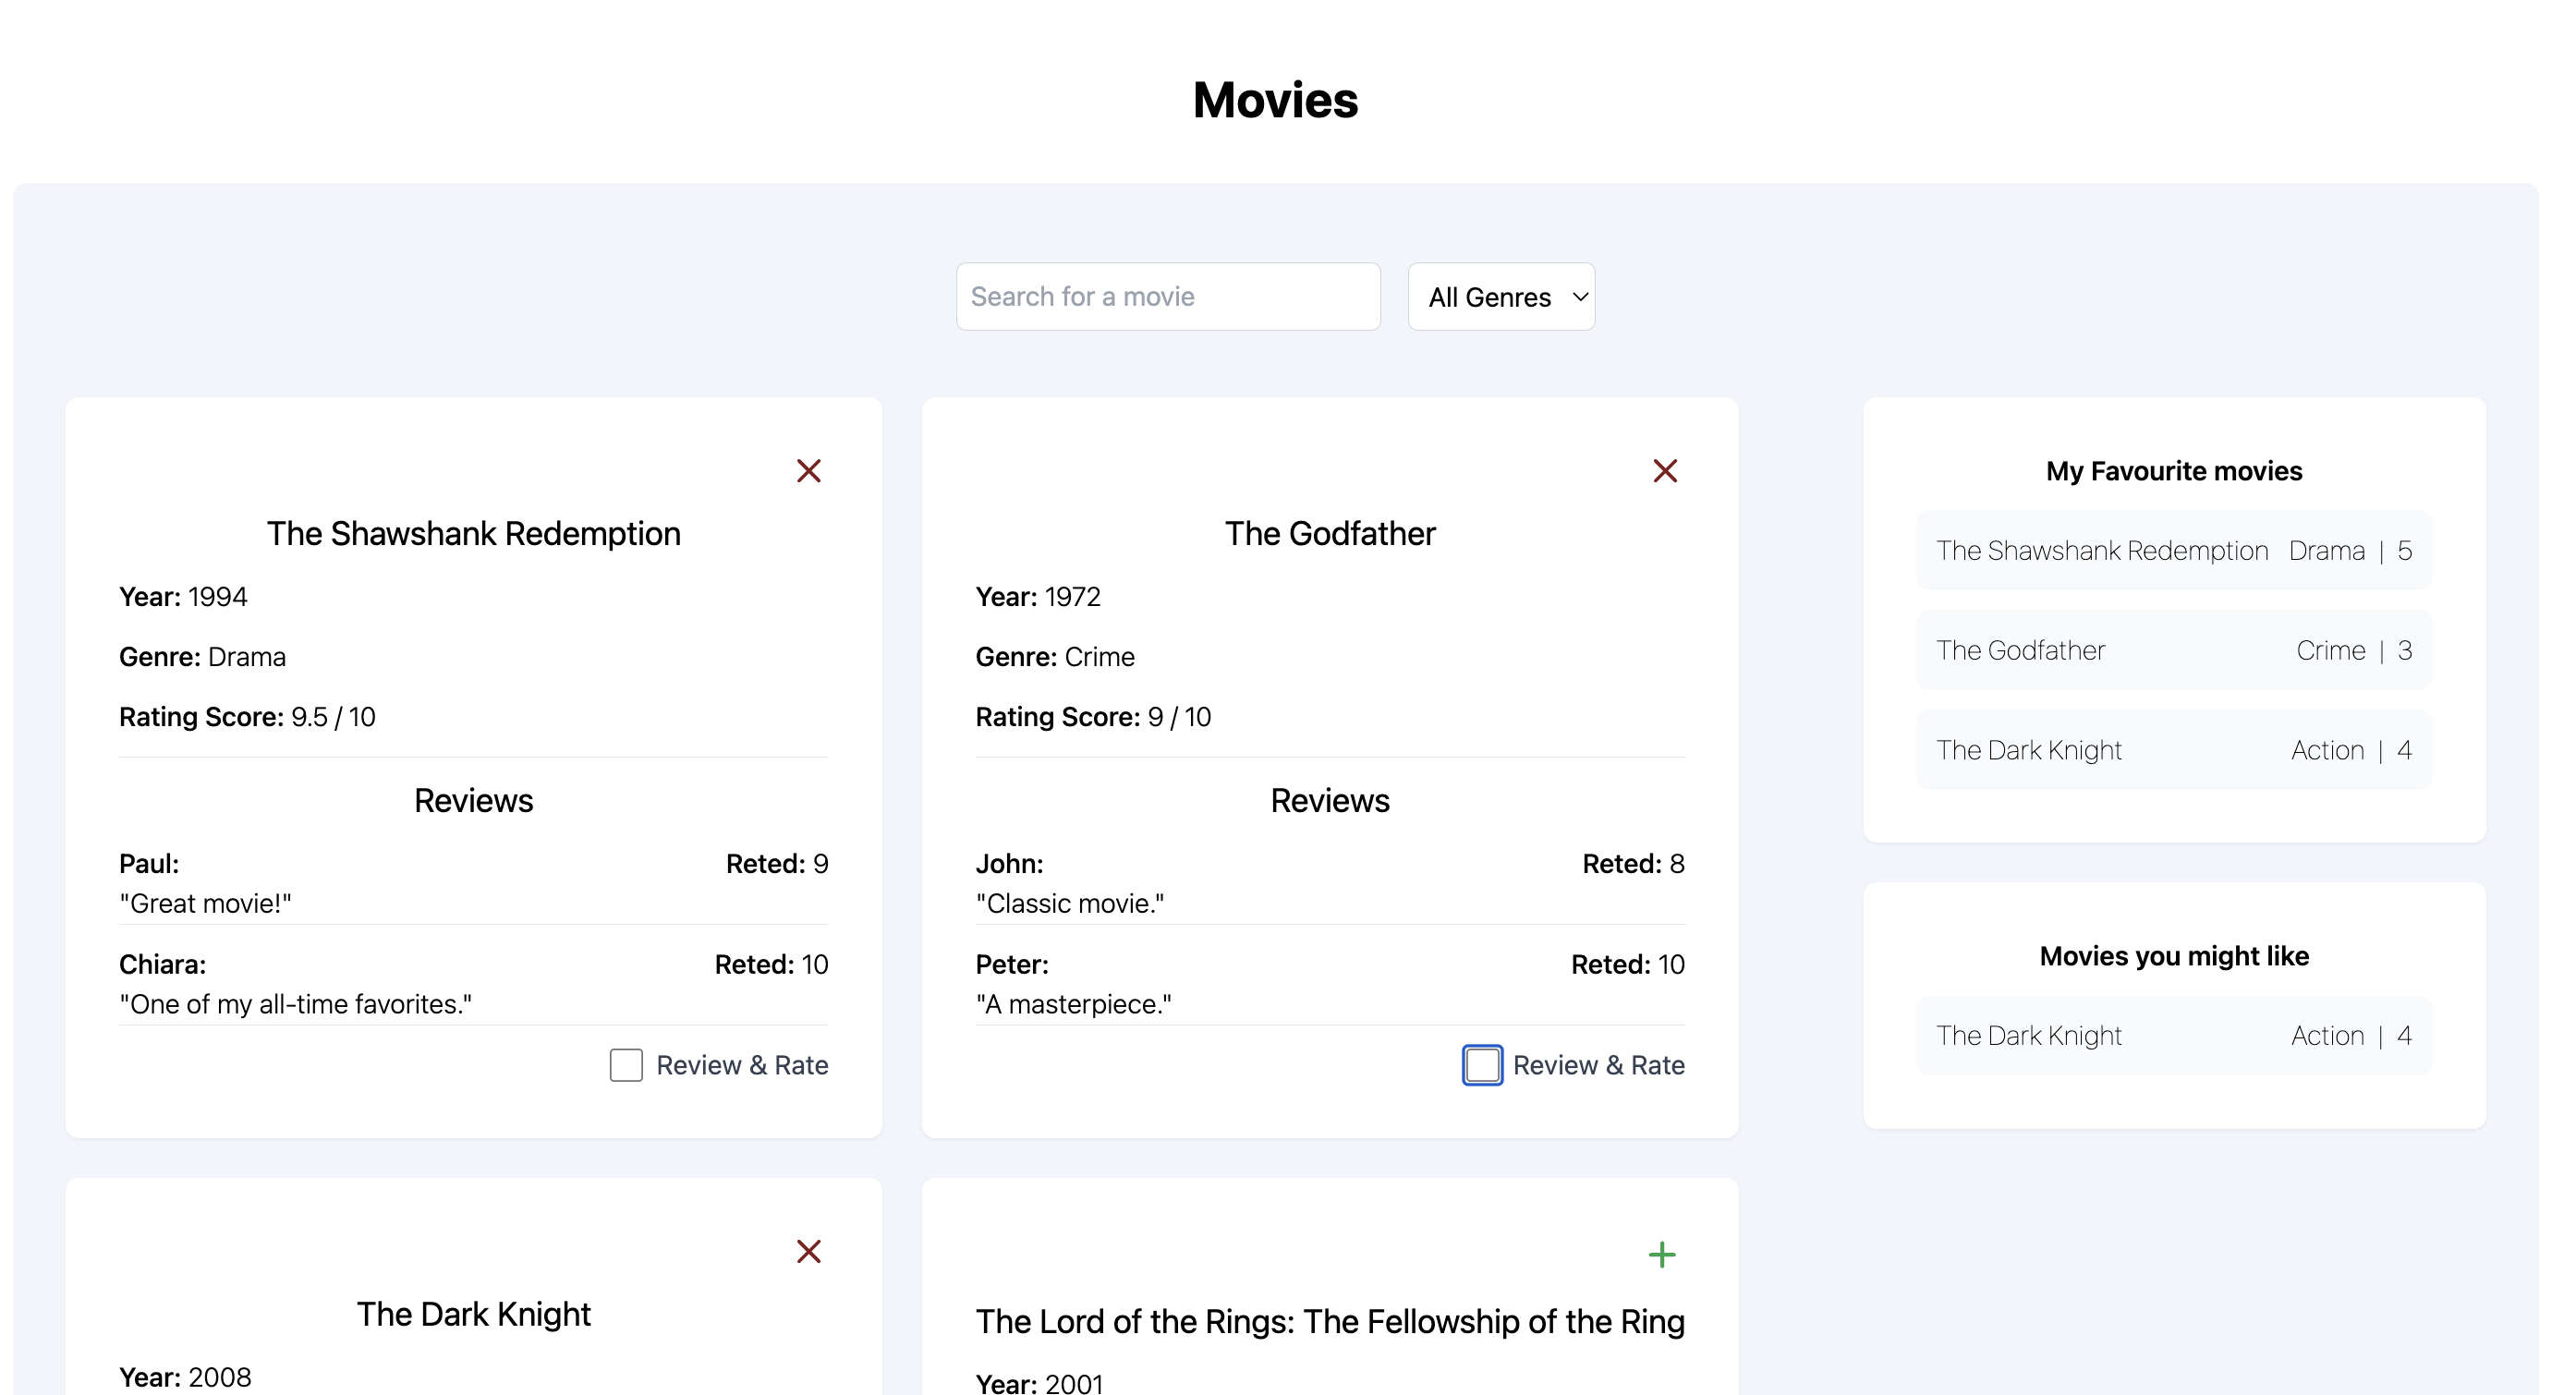 Movies
Search for a movie
All Genres
The Shawshank Redemption
Year: 1994
Genre: Drama
Rating Score: 9.5 / 10
Reviews
Paul: Reted: 9
"Great movie!"
Chiara: Reted: 10
"One of my all-time favorites."
Review & Rate
The Godfather
Year: 1972
Genre: Crime
Rating Score: 9 / 10
Reviews
John: Reted: 8
"Classic movie."
Peter: Reted: 10
"A masterpiece."
Review & Rate
The Dark Knight
Year: 2008
The Lord of the Rings: The Fellowship of the Ring
Year: 2001
My Favourite movies
The Shawshank Redemption Drama | 5
The Godfather Crime | 3
The Dark Knight Action | 4
Movies you might like
The Dark Knight Action | 4